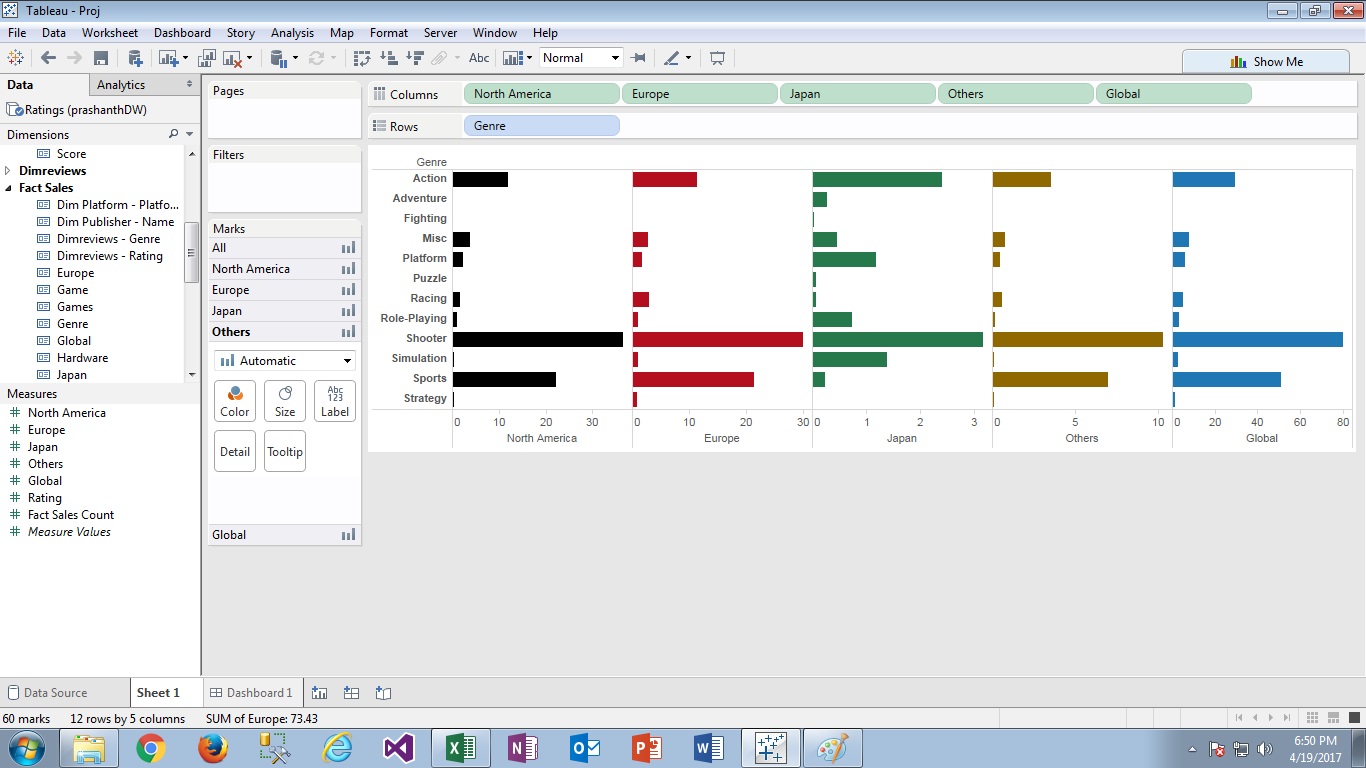 Tableau - Proj
File Data Worksheet Dashboard Story Analysis Map Format Server Window Help
Abc Normal Show Me
Data Analytics
Ratings (prashanthDW)
Dimensions
Score
Dimreviews
Fact Sales
Dim Platform - Platfo...
Dim Publisher - Name
Dimreviews - Genre
Dimreviews - Rating
Europe
Game
Games
Genre
Global
Hardware
Japan
Measures
North America
Europe
Japan
Others
Global
Rating
Fact Sales Count
Measure Values
Pages
Filters
Marks
All
North America
Europe
Japan
Others
Automatic
Color Size Abc 123 Label
Detail Tooltip
Global
Columns North America Europe Japan Others Global
Rows Genre
Genre
Action
Adventure
Fighting
Misc
Platform
Puzzle
Racing
Role-Playing
Shooter
Simulation
Sports
Strategy
0 10 20 30 0 10 20 30 0 1 2 3 0 5 10 0 20 40 60 80
North America Europe Japan Others Global
Data Source Sheet 1 Dashboard 1
60 marks 12 rows by 5 columns SUM of Europe: 73.43
6:50 PM
4/19/2017